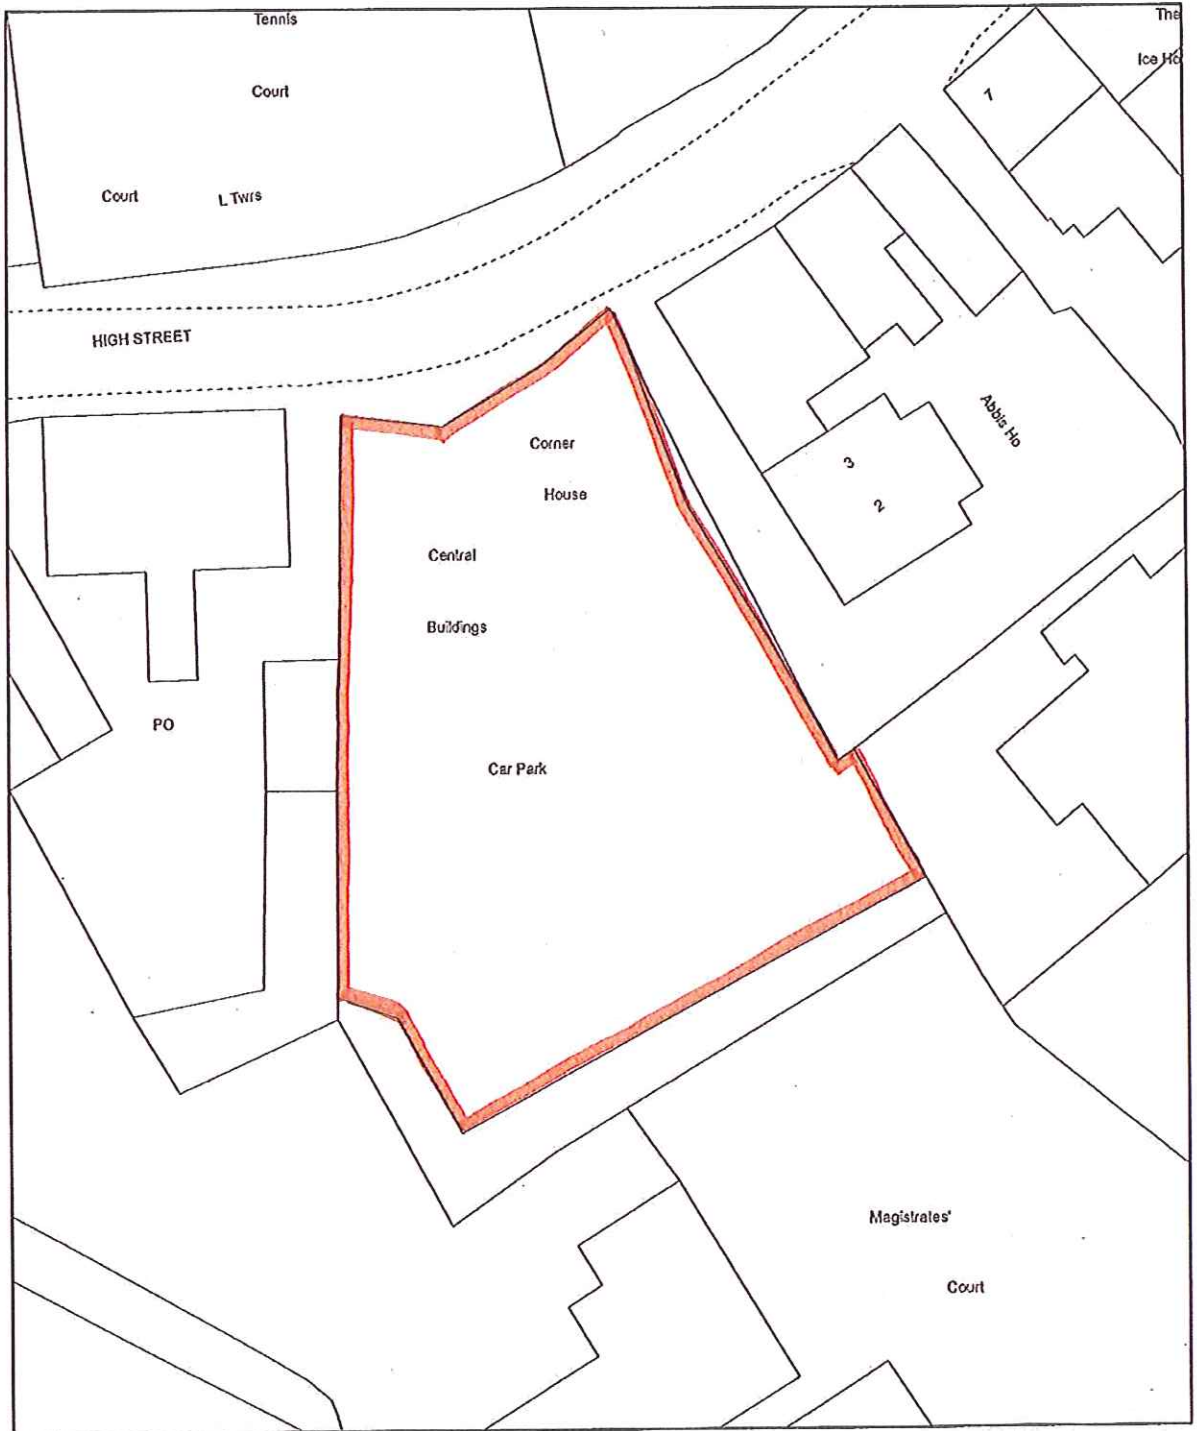 Tennis
Court
Court
L Twrs
The
Ice Ho
7
HIGH STREET
Corner
House
Central
Buildings
Car Park
PO
3
2
Abbis Ho
Magistrates'
Court